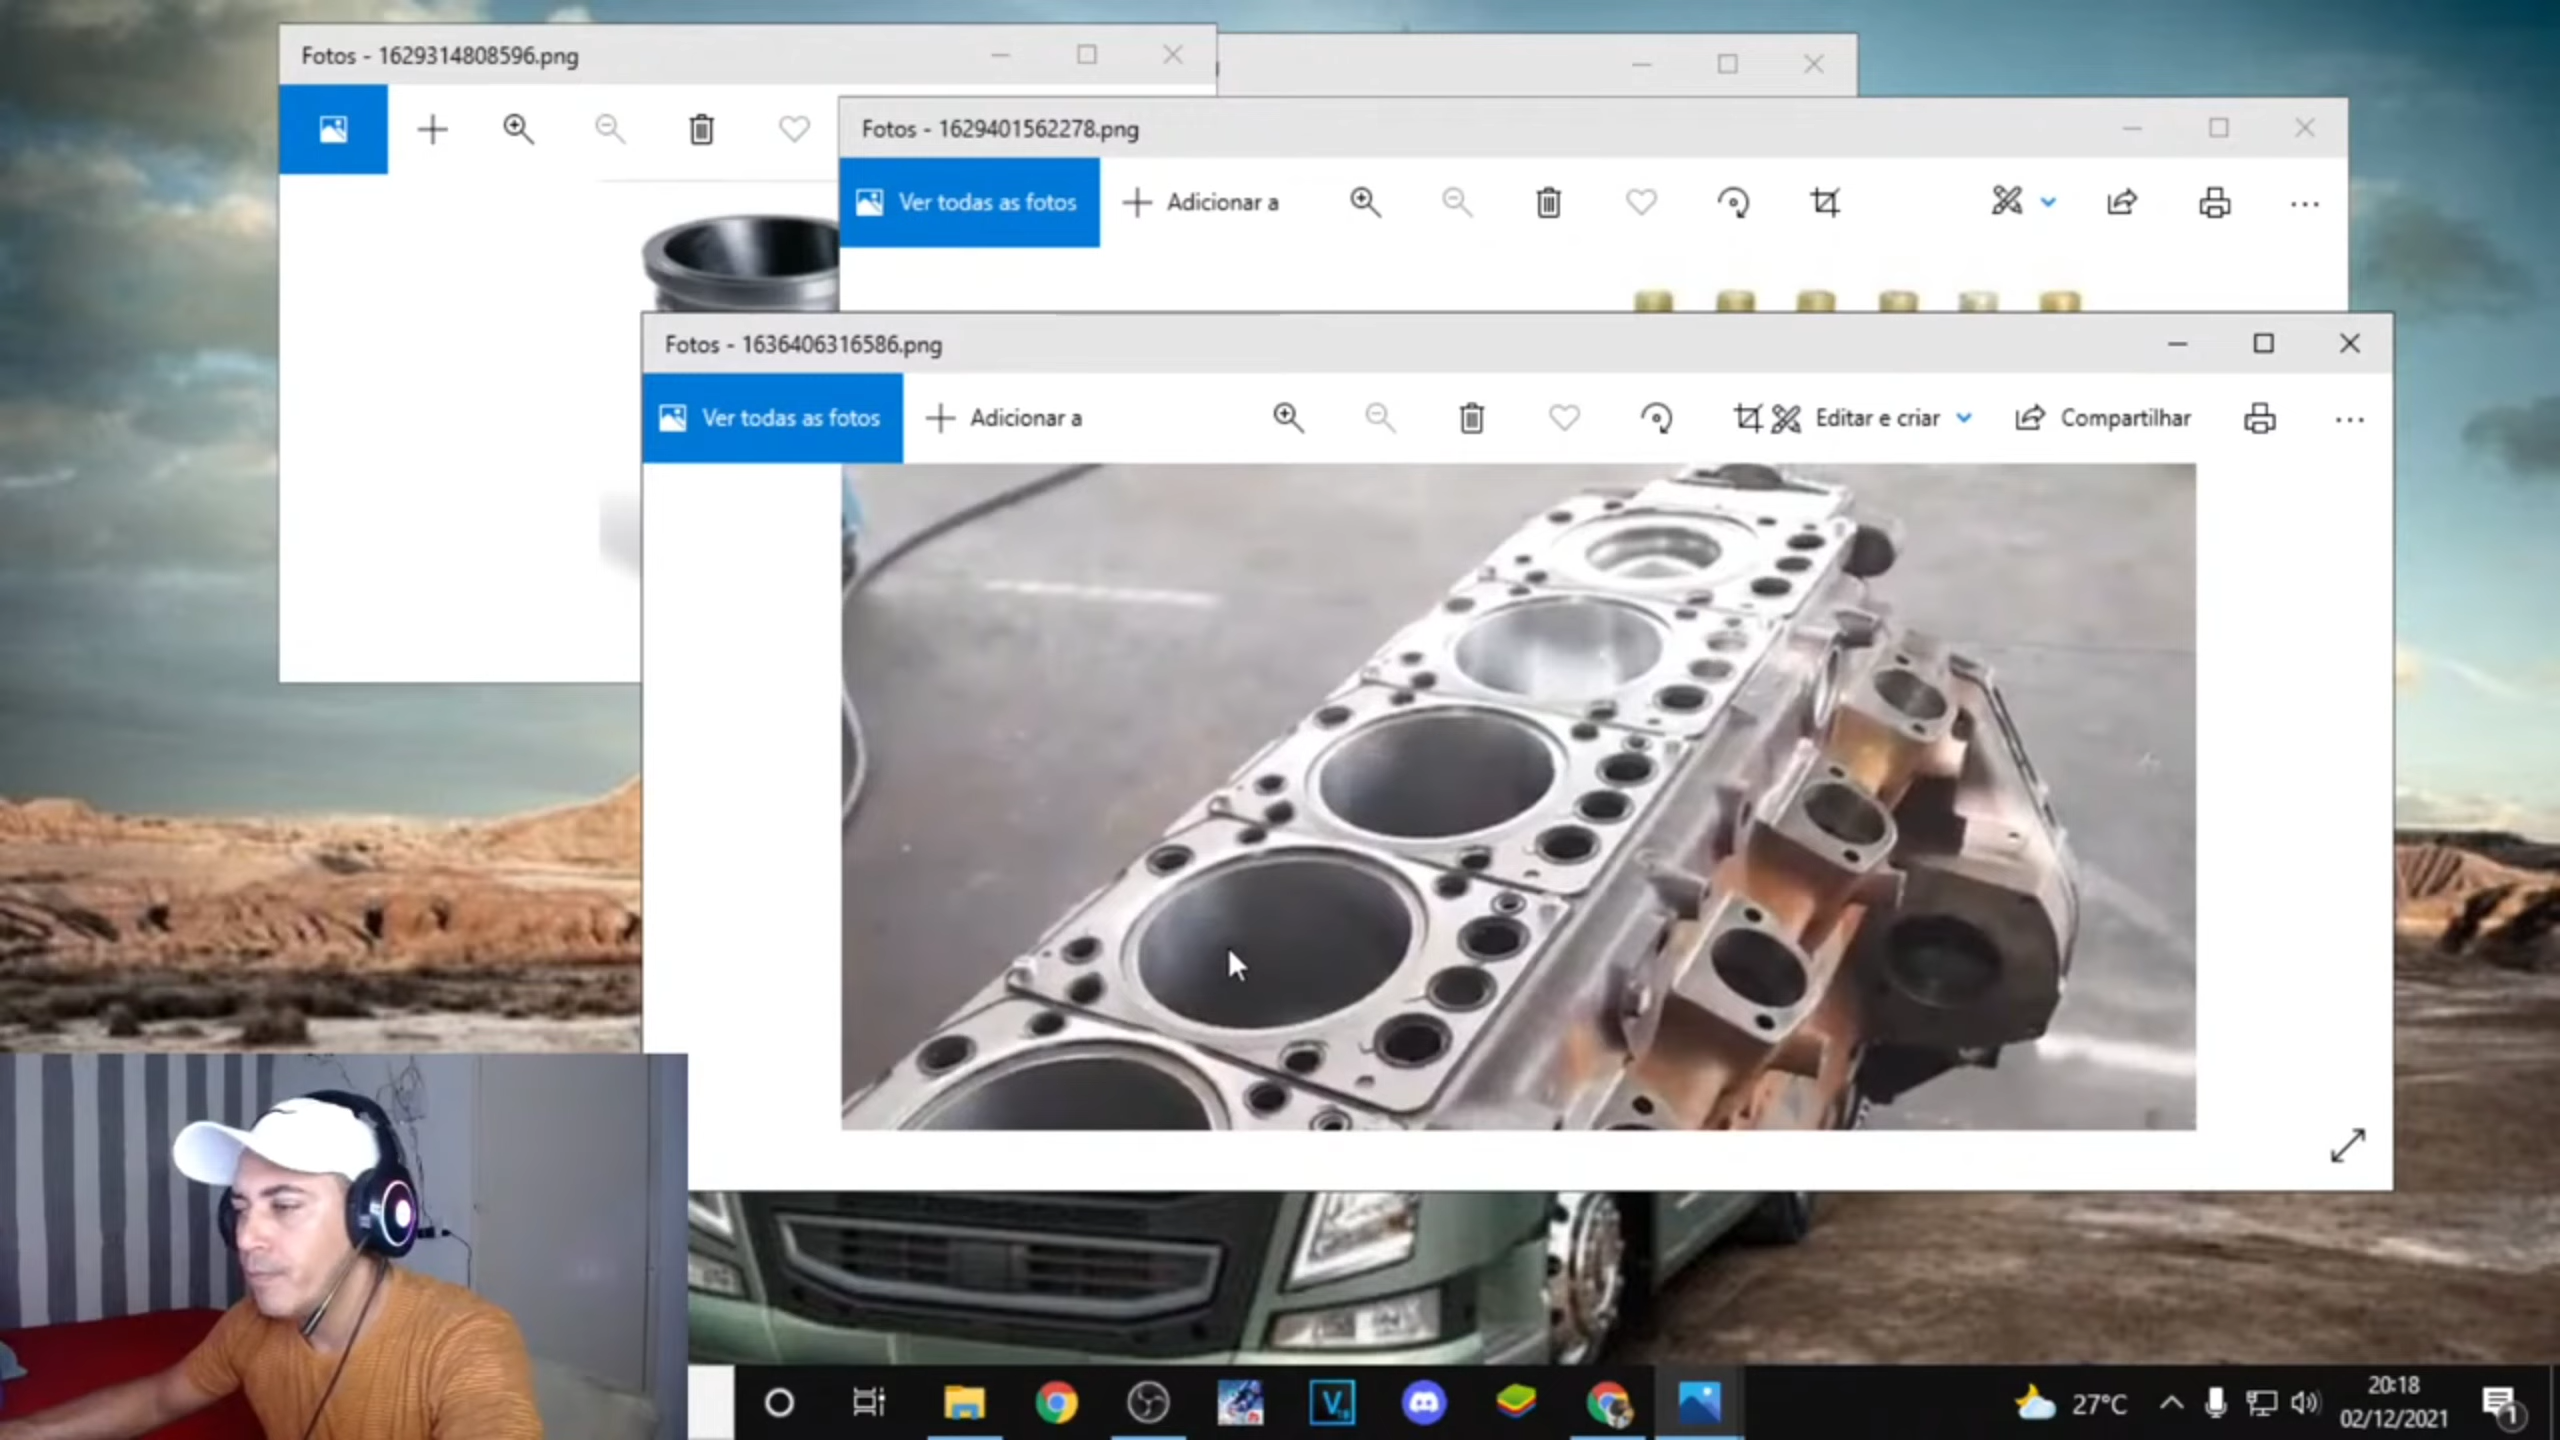 Fotos - 1629314808596.png
Fotos - 1629401562278.png
Ver todas as fotos
Adicionar a
Fotos - 1636406316586.png
Ver todas as fotos
Adicionar a
Editar e criar
Compartilhar
27°C
20:18
02/12/2021
1